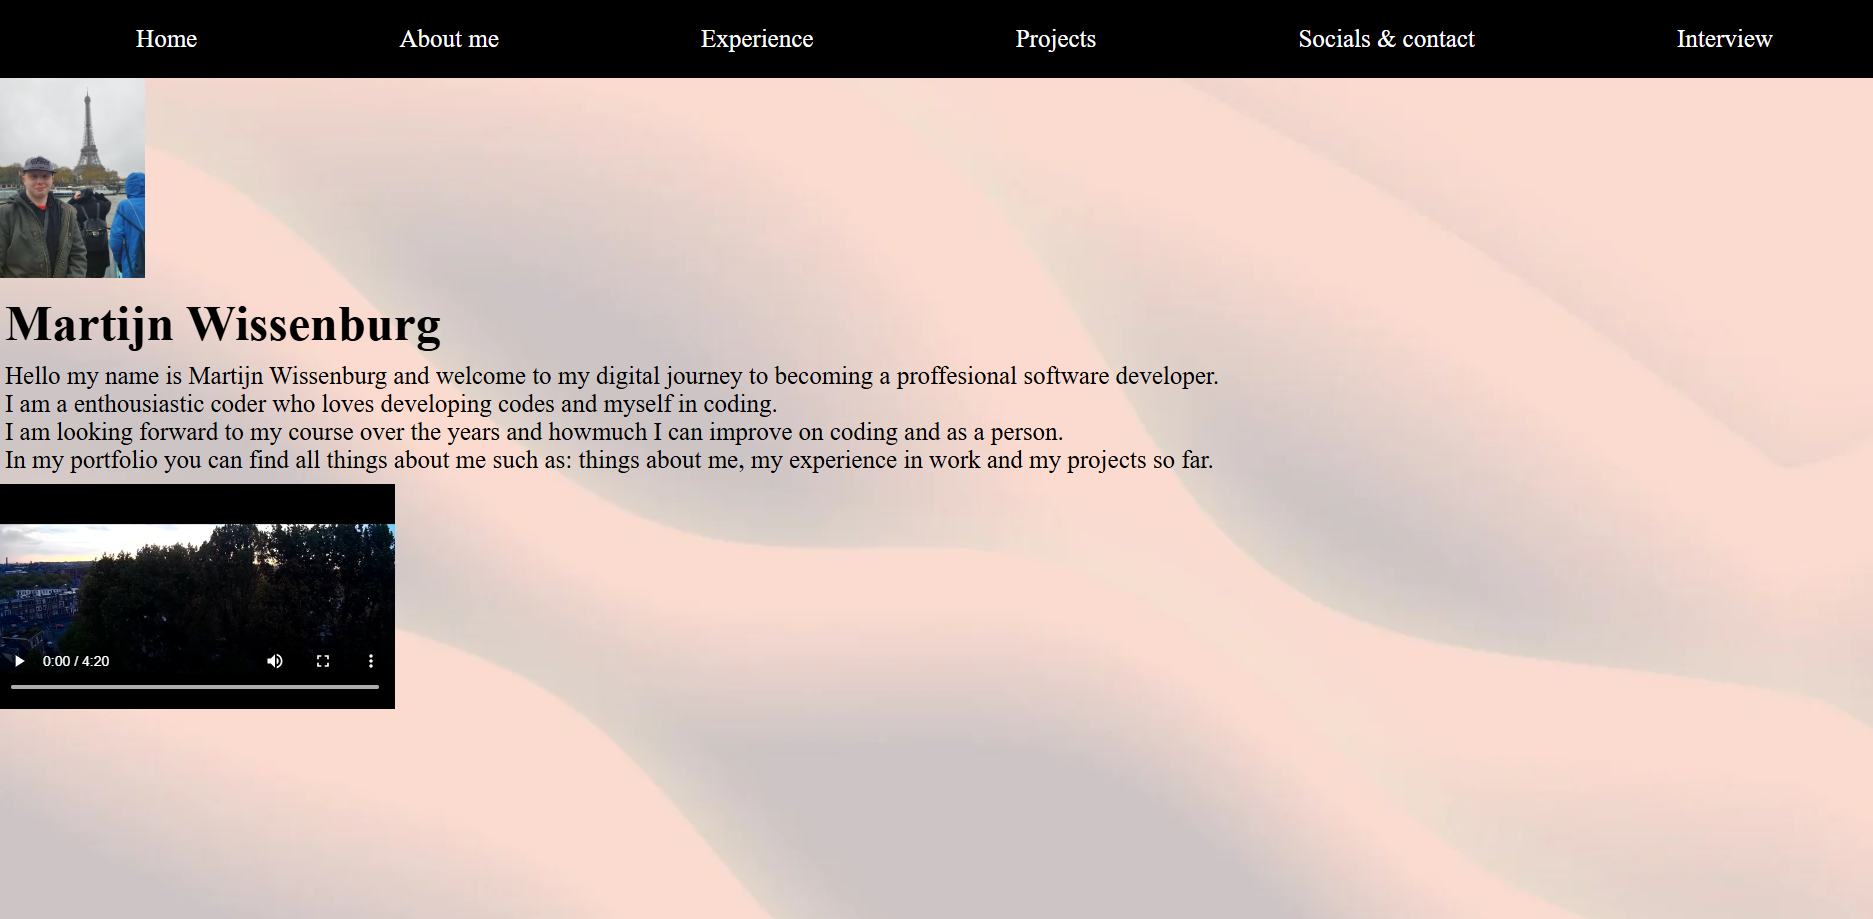 Home About me Experience Projects Socials & contact Interview
Martijn Wissenburg
Hello my name is Martijn Wissenburg and welcome to my digital journey to becoming a proffesional software developer.
I am a enthousiastic coder who loves developing codes and myself in coding.
I am looking forward to my course over the years and howmuch I can improve on coding and as a person.
In my portfolio you can find all things about me such as: things about me, my experience in work and my projects so far.
0:00 / 4:20